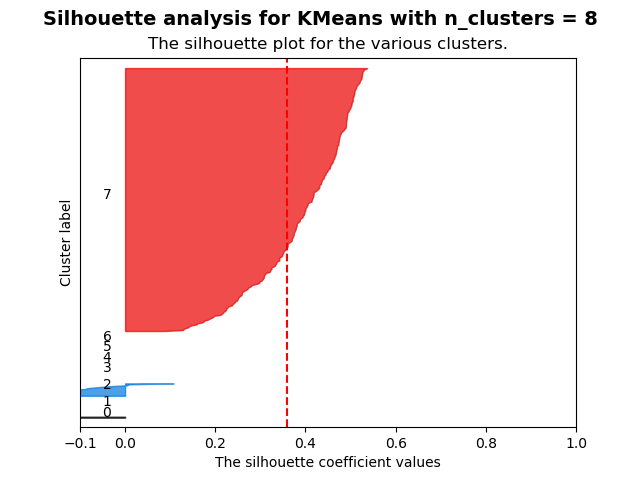 Silhouette analysis for KMeans with n_clusters = 8
The silhouette plot for the various clusters.
Cluster label
7
6
5
4
3
2
1
0
−0.1 0.0 0.2 0.4 0.6 0.8 1.0
The silhouette coefficient values